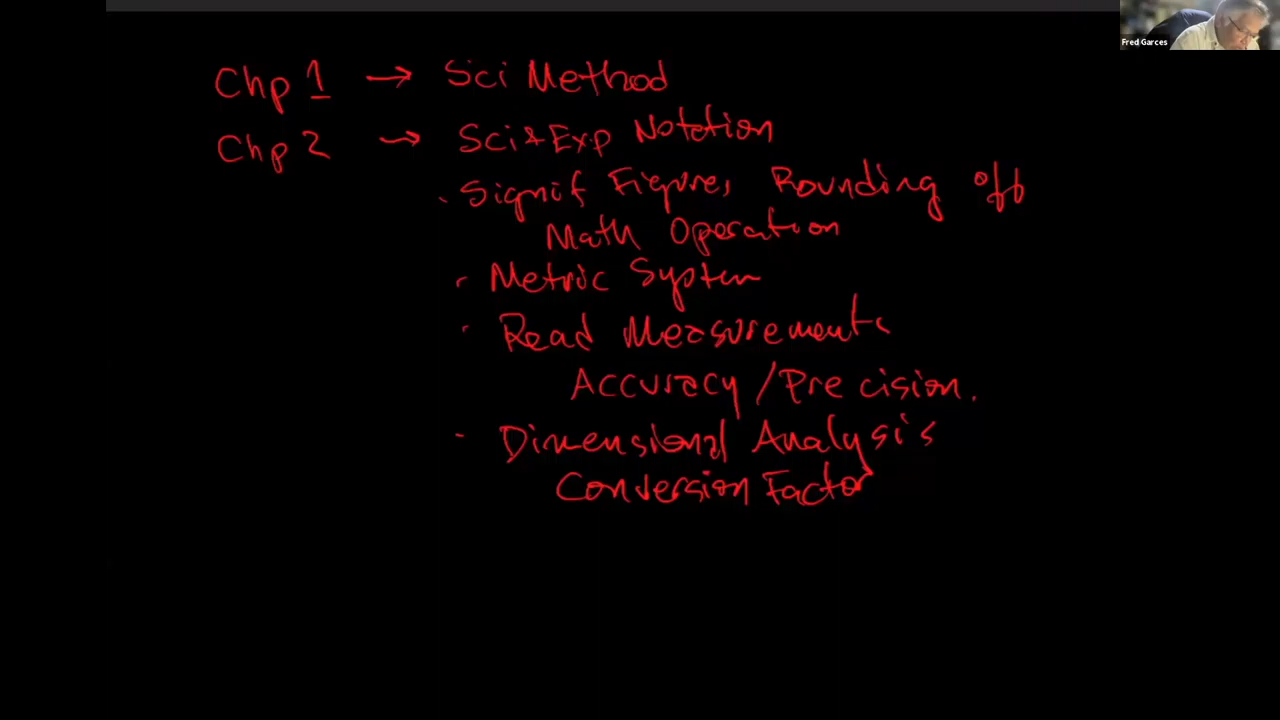 Fred Garces
Chp 1 → Sci Method
Chp 2 → Sci & Exp Notation
· Signif Figure, Rounding off
Math Operation
· Metric System
· Read Measurements
Accuracy / Precision.
· Dimensional Analysis
Conversion Factor